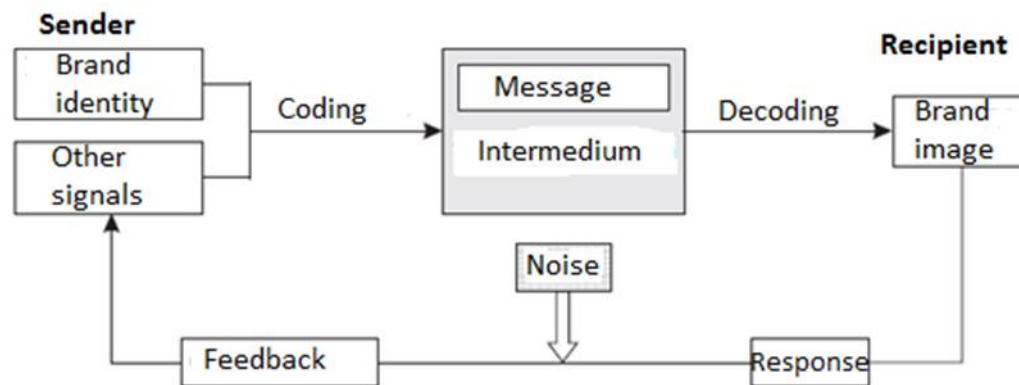 Sender
Brand
identity
Other
signals
Coding
Message
Intermedium
Decoding
Recipient
Brand
image
Noise
Feedback
Response